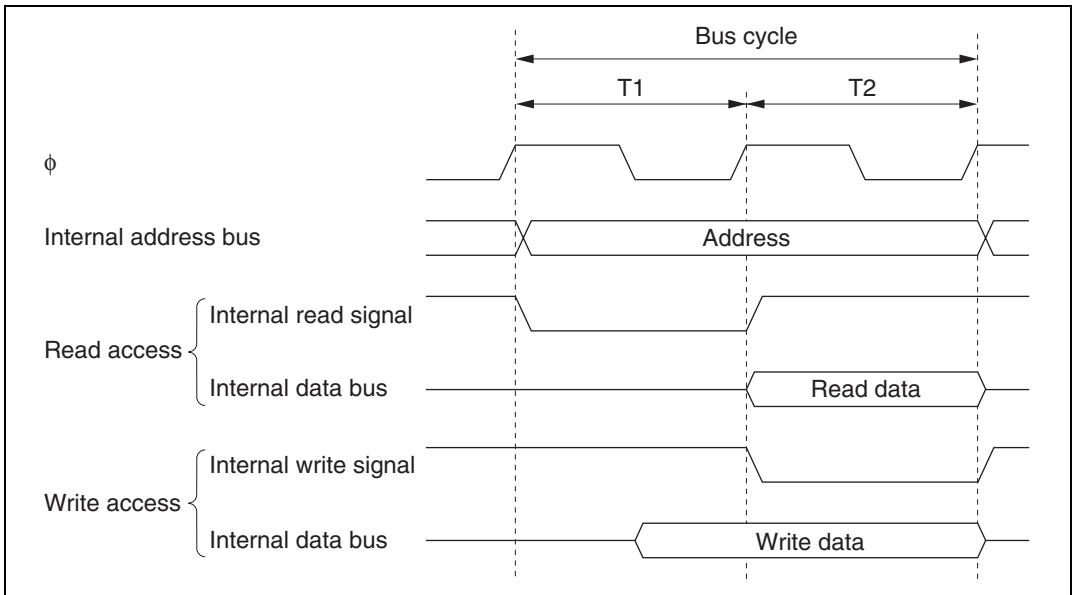 Bus cycle
T1 T2
ϕ
Internal address bus Address
Read access
Internal read signal
Internal data bus Read data
Write access
Internal write signal
Internal data bus Write data